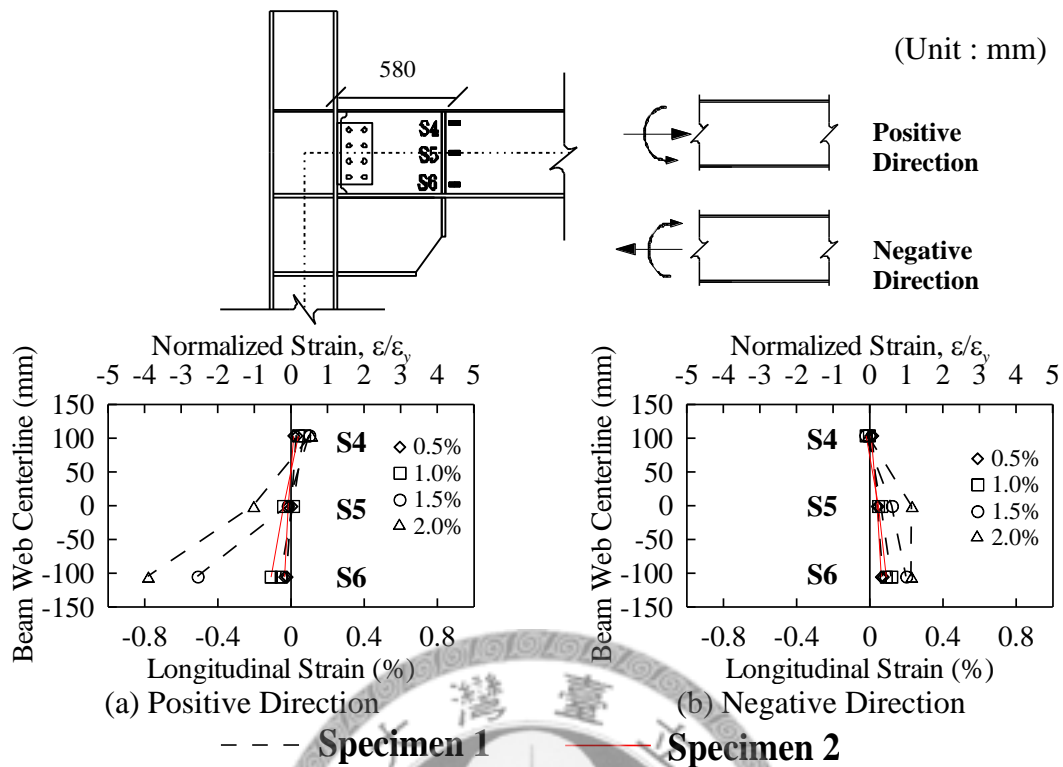 (Unit : mm)
580
S4
S5
S6
Positive
Direction
Negative
Direction
Normalized Strain, ε/εy
-5 -4 -3 -2 -1 0 1 2 3 4 5
Beam Web Centerline (mm)
150
100
50
0
-50
-100
-150
S4
S5
S6
0.5%
1.0%
1.5%
2.0%
-0.8 -0.4 0 0.4 0.8
Longitudinal Strain (%)
(a) Positive Direction
Normalized Strain, ε/εy
-5 -4 -3 -2 -1 0 1 2 3 4 5
Beam Web Centerline (mm)
150
100
50
0
-50
-100
-150
S4
S5
S6
0.5%
1.0%
1.5%
2.0%
-0.8 -0.4 0 0.4 0.8
Longitudinal Strain (%)
(b) Negative Direction
灣 臺
Specimen 1
Specimen 2